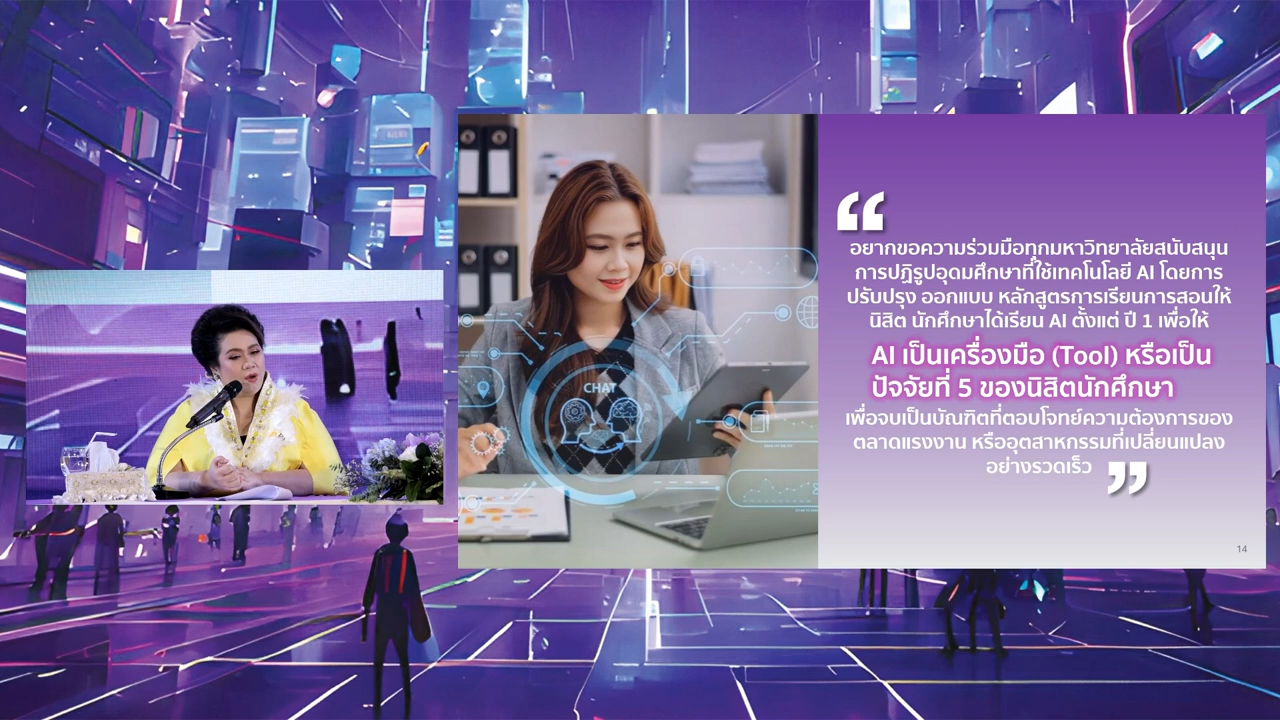 CHAT
“
อยากขอความร่วมมือทุกมหาวิทยาลัยสนับสนุน
การปฏิรูปอุดมศึกษาที่ใช้เทคโนโลยี AI โดยการ
ปรับปรุง ออกแบบ หลักสูตรการเรียนการสอนให้
นิสิต นักศึกษาได้เรียน AI ตั้งแต่ ปี 1 เพื่อให้
AI เป็นเครื่องมือ (Tool) หรือเป็น
ปัจจัยที่ 5 ของนิสิตนักศึกษา
เพื่อจบเป็นบัณฑิตที่ตอบโจทย์ความต้องการของ
ตลาดแรงงาน หรืออุตสาหกรรมที่เปลี่ยนแปลง
อย่างรวดเร็ว ”
14